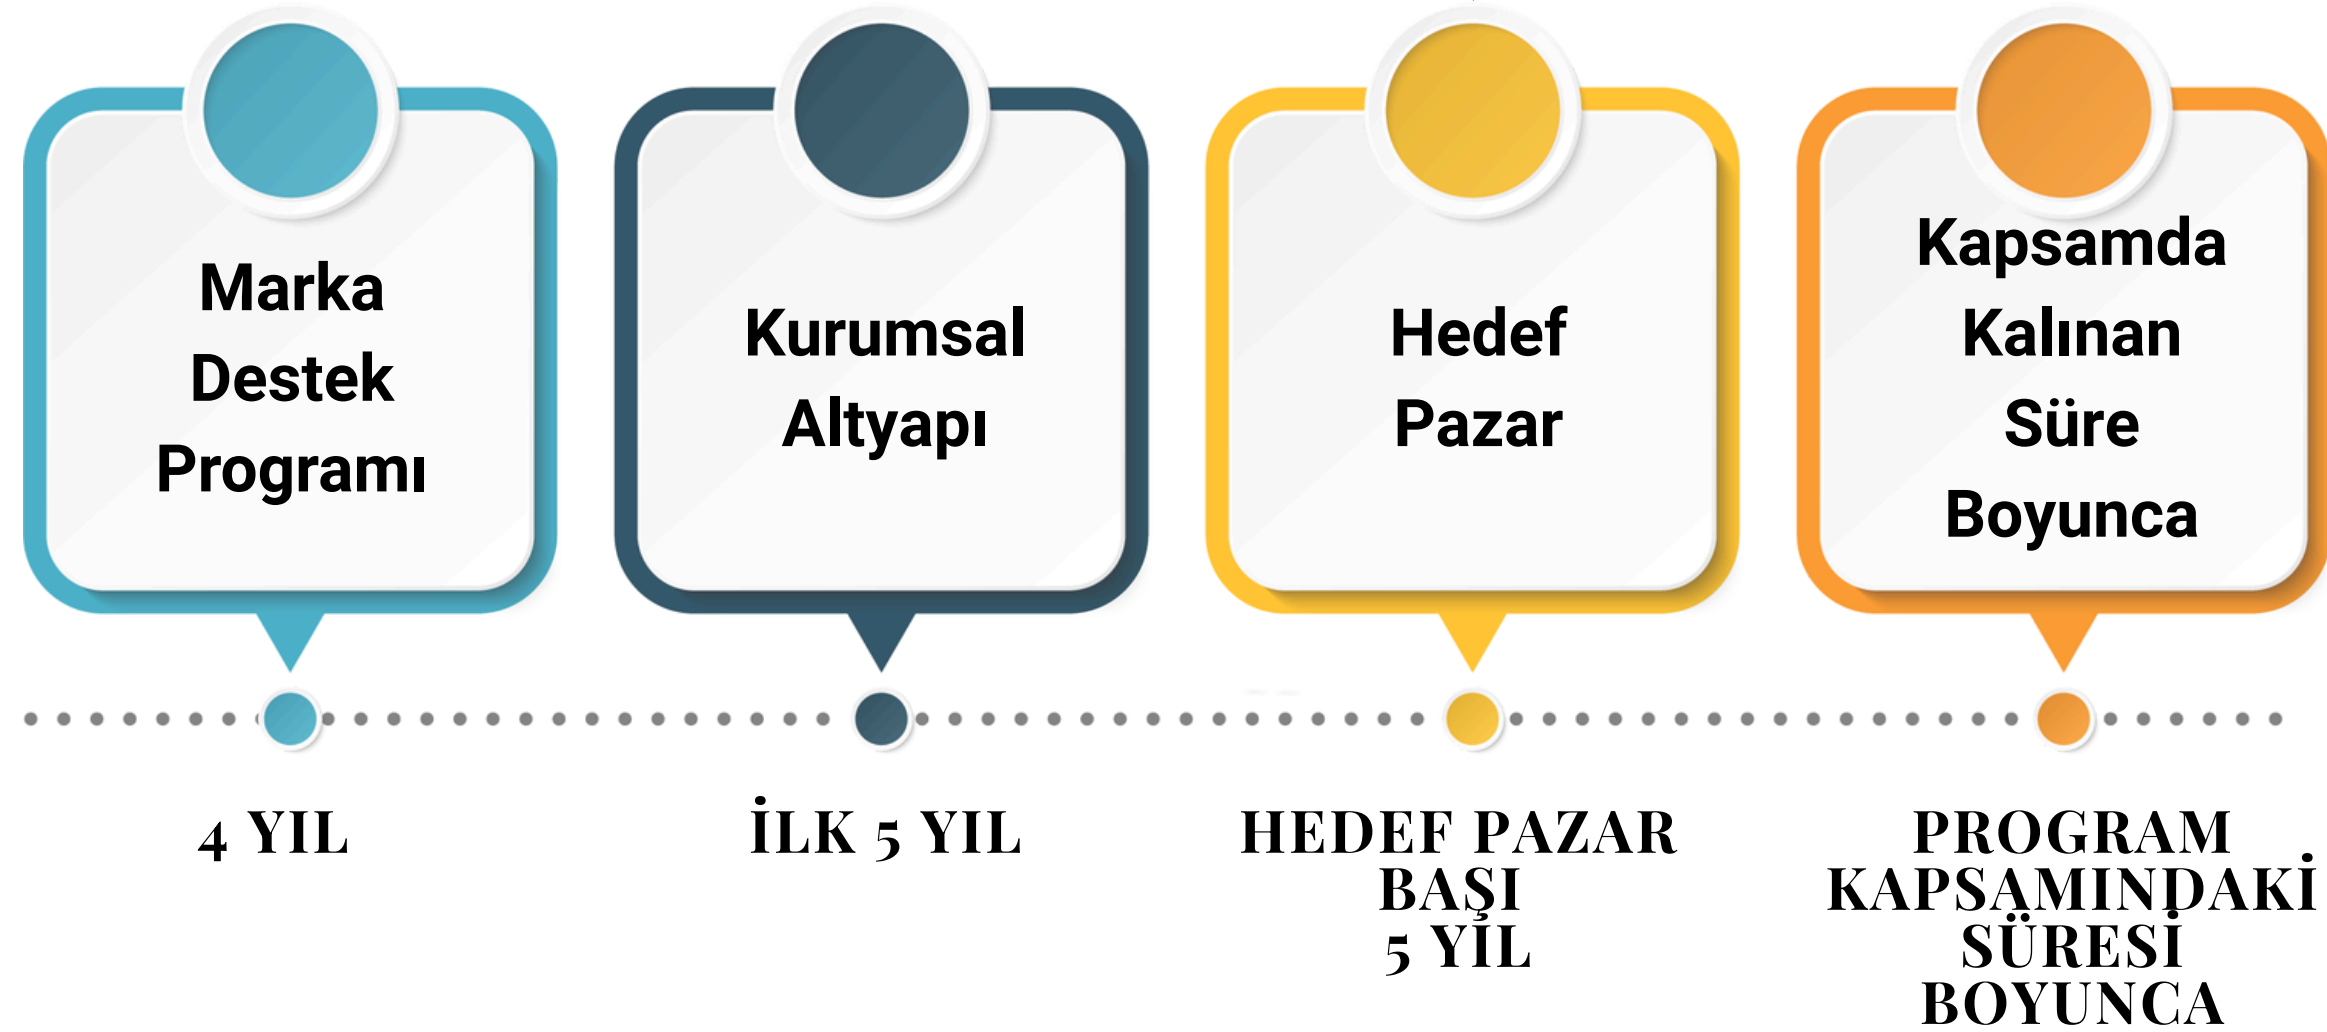 Marka
Destek
Programı
Kurumsal
Altyapı
Hedef
Pazar
Kapsamda
Kalınan
Süre
Boyunca
4 YIL
İLK 5 YIL
HEDEF PAZAR
BAŞI
5 YIL
PROGRAM
KAPSAMINDAKİ
SÜRESİ
BOYUNCA